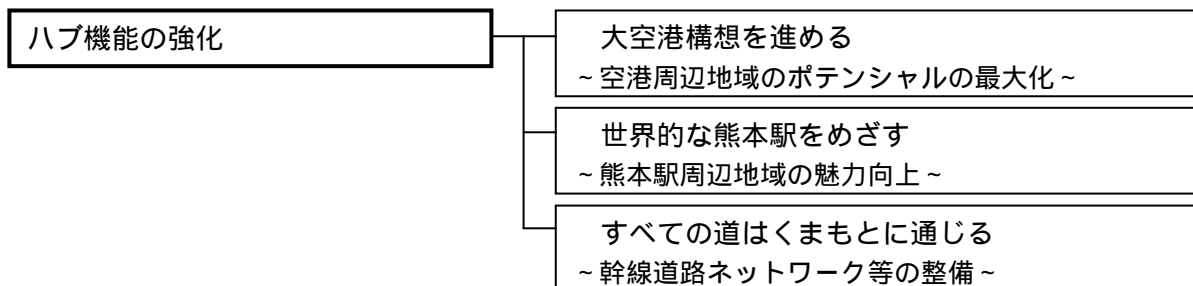 ハブ機能の強化
大空港構想を進める
~空港周辺地域のポテンシャルの最大化~
世界的な熊本駅をめざす
~熊本駅周辺地域の魅力向上~
すべての道はくまもとに通じる
~幹線道路ネットワーク等の整備~